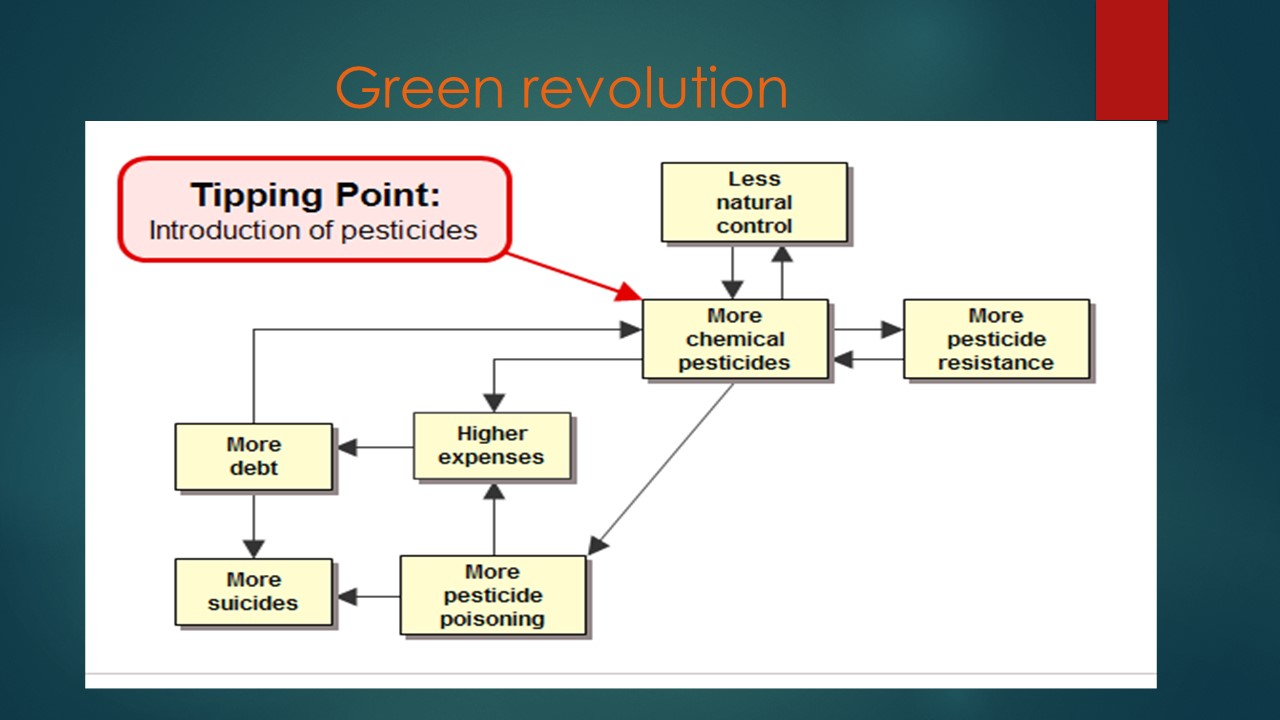 Green revolution
Tipping Point:
Introduction of pesticides
Less
natural
control
More
chemical
pesticides
More
pesticide
resistance
Higher
expenses
More
debt
More
suicides
More
pesticide
poisoning